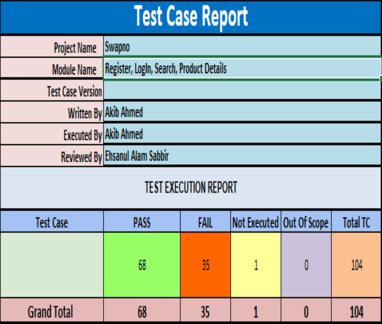 Test Case Report
Project Name Swapno
Module Name Register, LogIn, Search, Product Details
Test Case Version
Written By Akib Ahmed
Executed By Akib Ahmed
Reviewed By Ehsanul Alam Sabbir
TEST EXECUTION REPORT
Test Case PASS FAIL Not Executed Out Of Scope Total TC
68 35 1 0 104
Grand Total 68 35 1 0 104